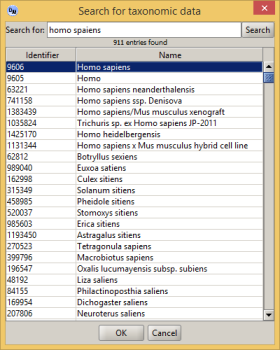 Search for taxonomic data
Search for: homo spaiens Search
911 entries found
Identifier Name
9606 Homo sapiens
9605 Homo
63221 Homo sapiens neanderthalensis
741158 Homo sapiens ssp. Denisova
1383439 Homo sapiens/Mus musculus xenograft
1035824 Trichuris sp. ex Homo sapiens JP-2011
1425170 Homo heidelbergensis
1131344 Homo sapiens x Mus musculus hybrid cell line
62812 Botryllus sexiens
989040 Euxoa satiens
162998 Culex sitiens
315349 Solanum sitiens
458985 Pheidole sitiens
520037 Stomoxys sitiens
985603 Erica sitiens
1193450 Astragalus sitiens
270523 Tetragonula sapiens
399796 Macrobiotus sapiens
196547 Oxalis lucumayensis subsp. subiens
48192 Liza saliens
84155 Philactinoposthia saliens
169954 Dichogaster saliens
207806 Neuroterus saliens
OK Cancel